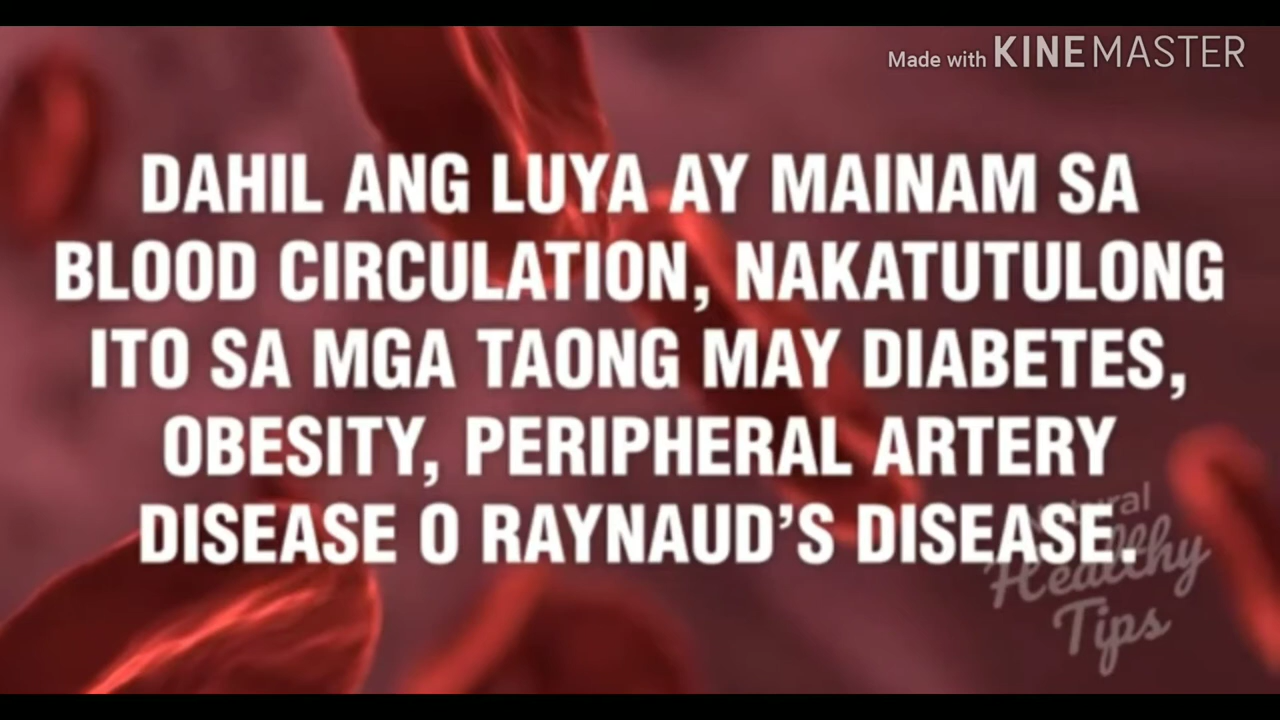 Made with KINEMASTER
DAHIL ANG LUYA AY MAINAM SA
BLOOD CIRCULATION, NAKATUTULONG
ITO SA MGA TAONG MAY DIABETES,
OBESITY, PERIPHERAL ARTERY
DISEASE O RAYNAUD'S DISEASE.
Natural
Healthy
Tips